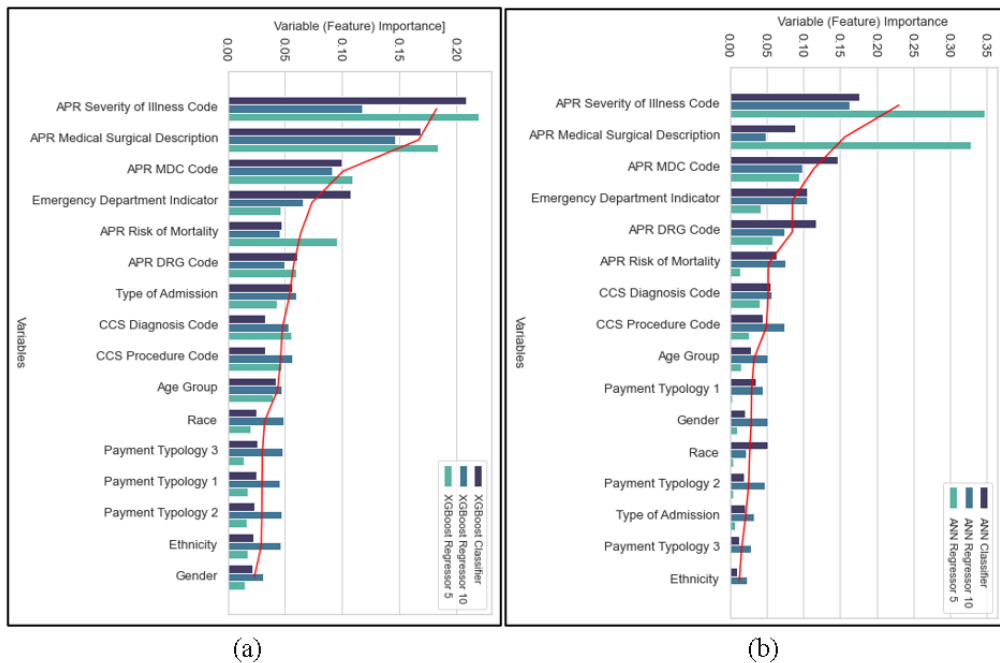 Variable (Feature) Importance]
0.00 0.05 0.10 0.15 0.20
APR Severity of Illness Code
APR Medical Surgical Description
APR MDC Code
Emergency Department Indicator
APR Risk of Mortality
APR DRG Code
Type of Admission
CCS Diagnosis Code
CCS Procedure Code
Age Group
Race
Payment Typology 3
Payment Typology 1
Payment Typology 2
Ethnicity
Gender
Variables
XGBoost Classifier
XGBoost Regressor 10
XGBoost Regressor 5
(a)
Variable (Feature) Importance
0.00 0.05 0.10 0.15 0.20 0.25 0.30 0.35
APR Severity of Illness Code
APR Medical Surgical Description
APR MDC Code
Emergency Department Indicator
APR DRG Code
APR Risk of Mortality
CCS Diagnosis Code
CCS Procedure Code
Age Group
Payment Typology 1
Gender
Race
Payment Typology 2
Type of Admission
Payment Typology 3
Ethnicity
Variables
ANN Classifier
ANN Regressor 10
ANN Regressor 5
(b)